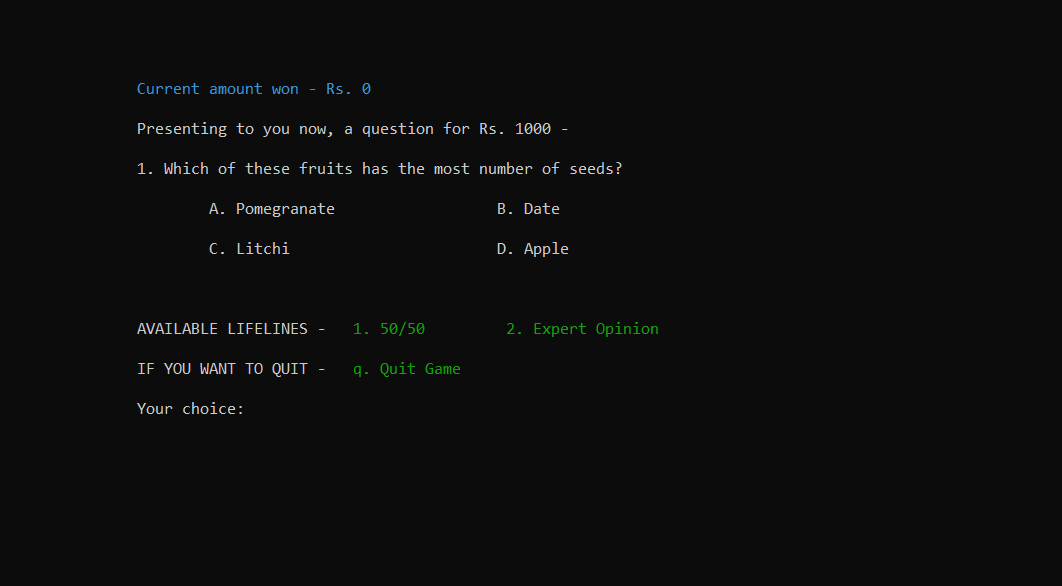 Current amount won - Rs. 0
Presenting to you now, a question for Rs. 1000 -
1. Which of these fruits has the most number of seeds?
A. Pomegranate B. Date
C. Litchi D. Apple
AVAILABLE LIFELINES - 1. 50/50 2. Expert Opinion
IF YOU WANT TO QUIT - q. Quit Game
Your choice: